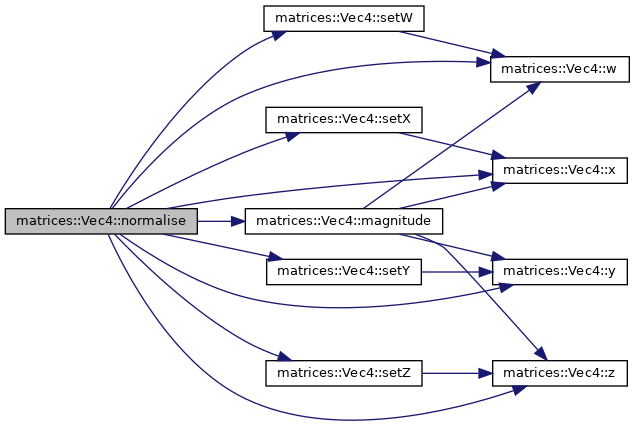 matrices::Vec4::setW
matrices::Vec4::w
matrices::Vec4::setX
matrices::Vec4::x
matrices::Vec4::normalise
matrices::Vec4::magnitude
matrices::Vec4::setY
matrices::Vec4::y
matrices::Vec4::setZ
matrices::Vec4::z